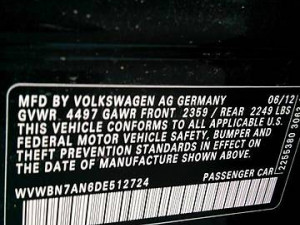 MFD BY VOLKSWAGEN AG GERMANY 06/12
GVWR 4497 GAWR FRONT 2359 / REAR 2249 LBS
THIS VEHICLE CONFORMS TO ALL APPLICABLE U.S.
FEDERAL MOTOR VEHICLE SAFETY, BUMPER AND
THEFT PREVENTION STANDARDS IN EFFECT ON
THE DATE OF MANUFACTURE SHOWN ABOVE.
WVWBN7AN6DE512724 PASSENGER CAR
2255380